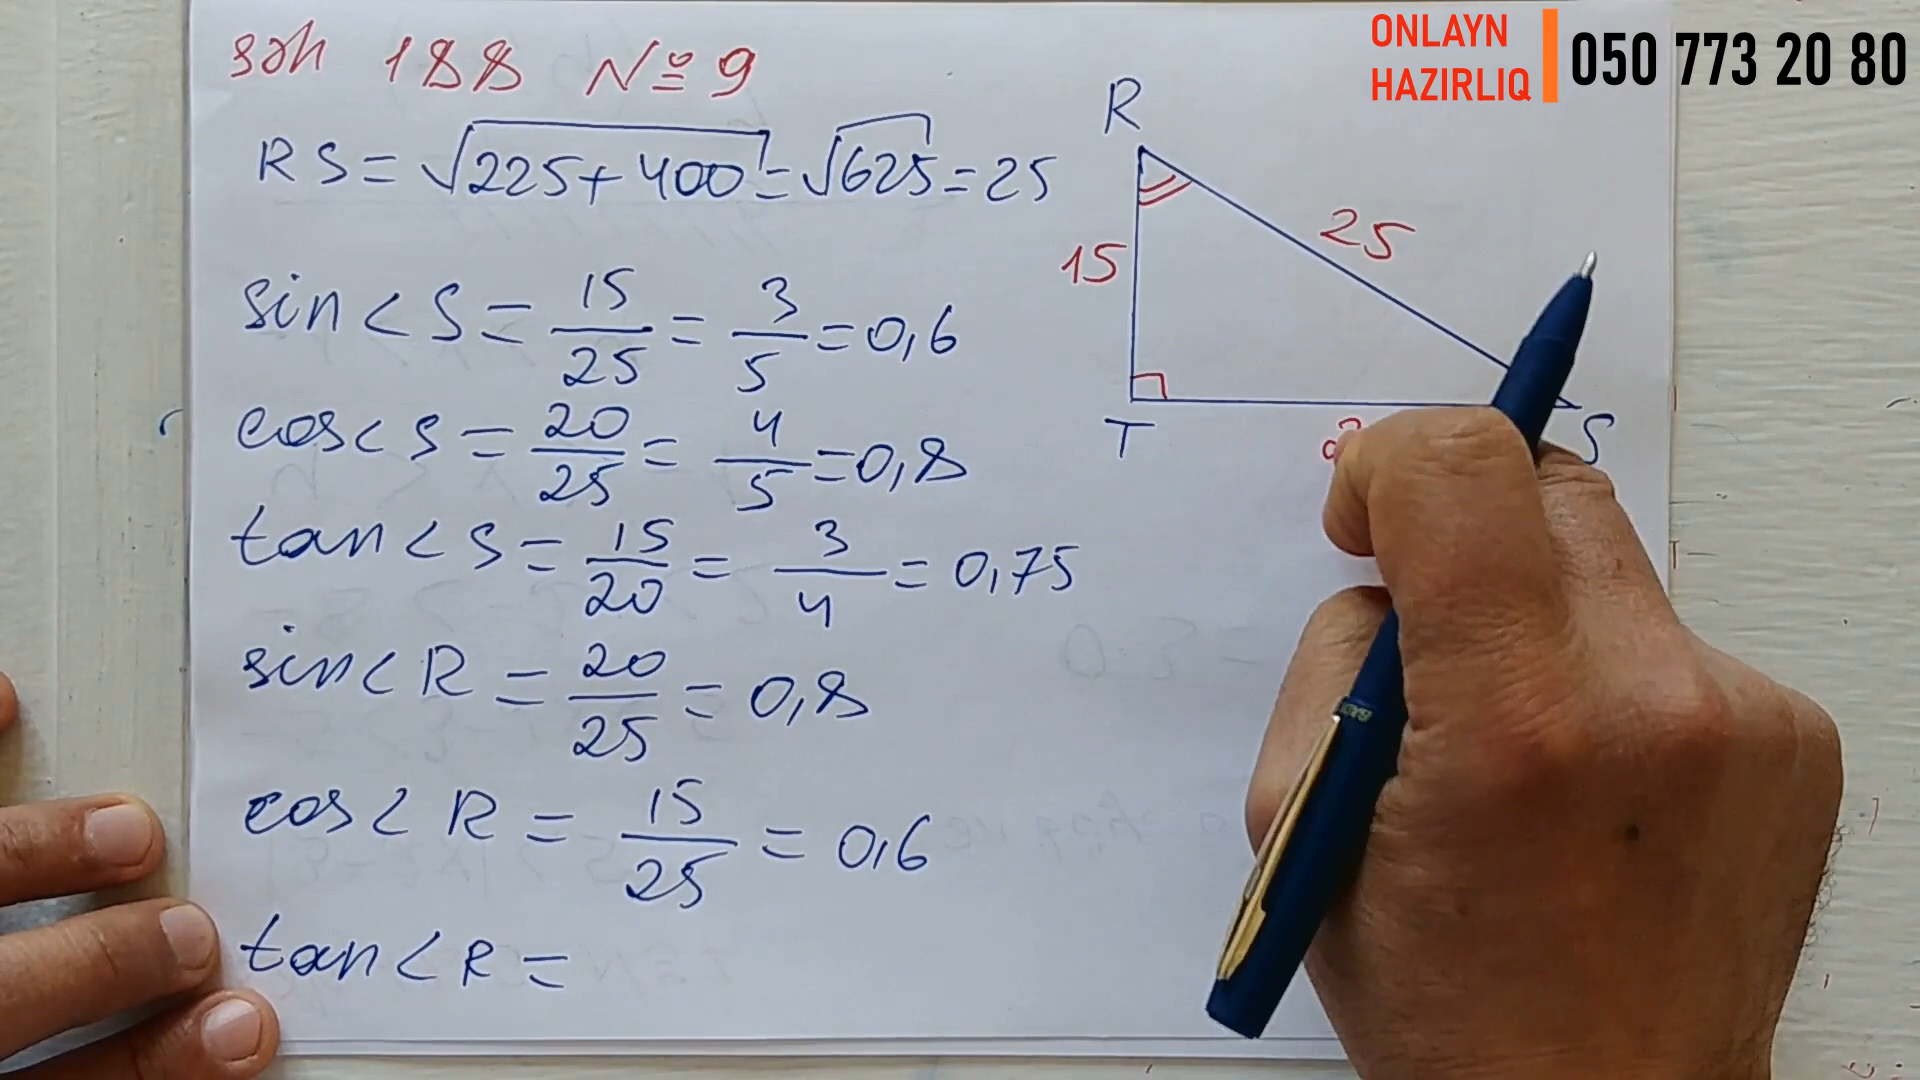 ONLAYN
HAZIRLIQ 050 773 20 80
səh 188 № 9
RS = √225+400 = √625 = 25
sin<S = 15/25 = 3/5 = 0,6
cos<S = 20/25 = 4/5 = 0,8
tan<S = 15/20 = 3/4 = 0,75
sin<R = 20/25 = 0,8
cos<R = 15/25 = 0,6
tan<R =
R
25
15
T
S